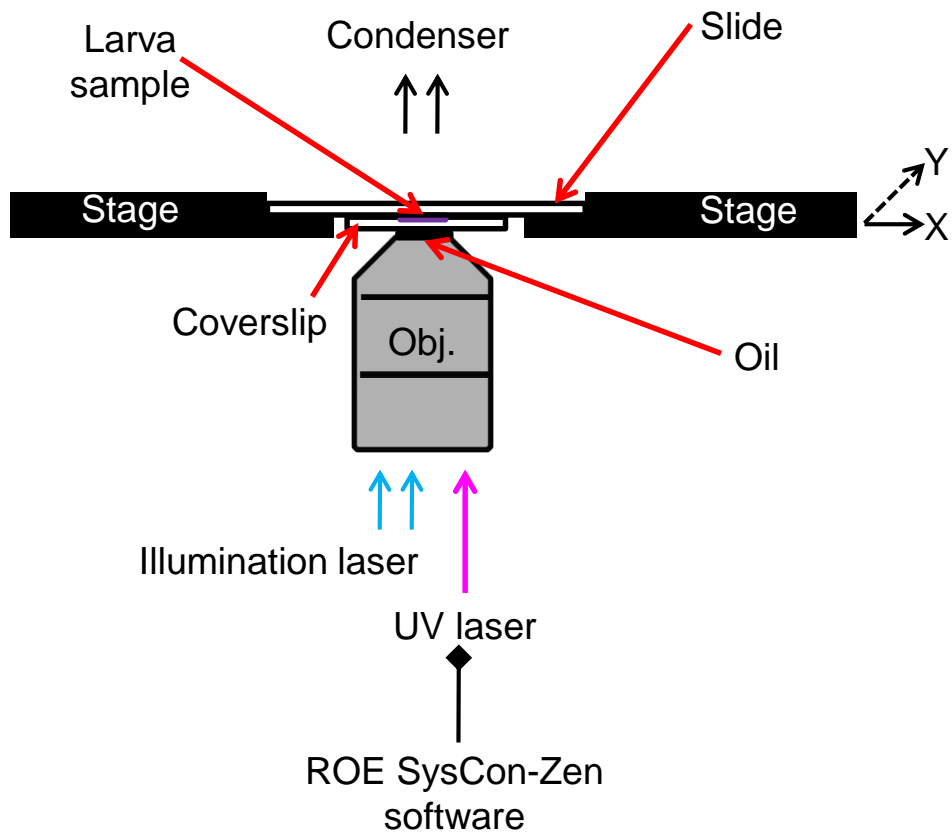 Larva
sample
Condenser
Slide
Stage
Stage
Y
X
Coverslip
Obj.
Oil
Illumination laser
UV laser
ROE SysCon-Zen
software